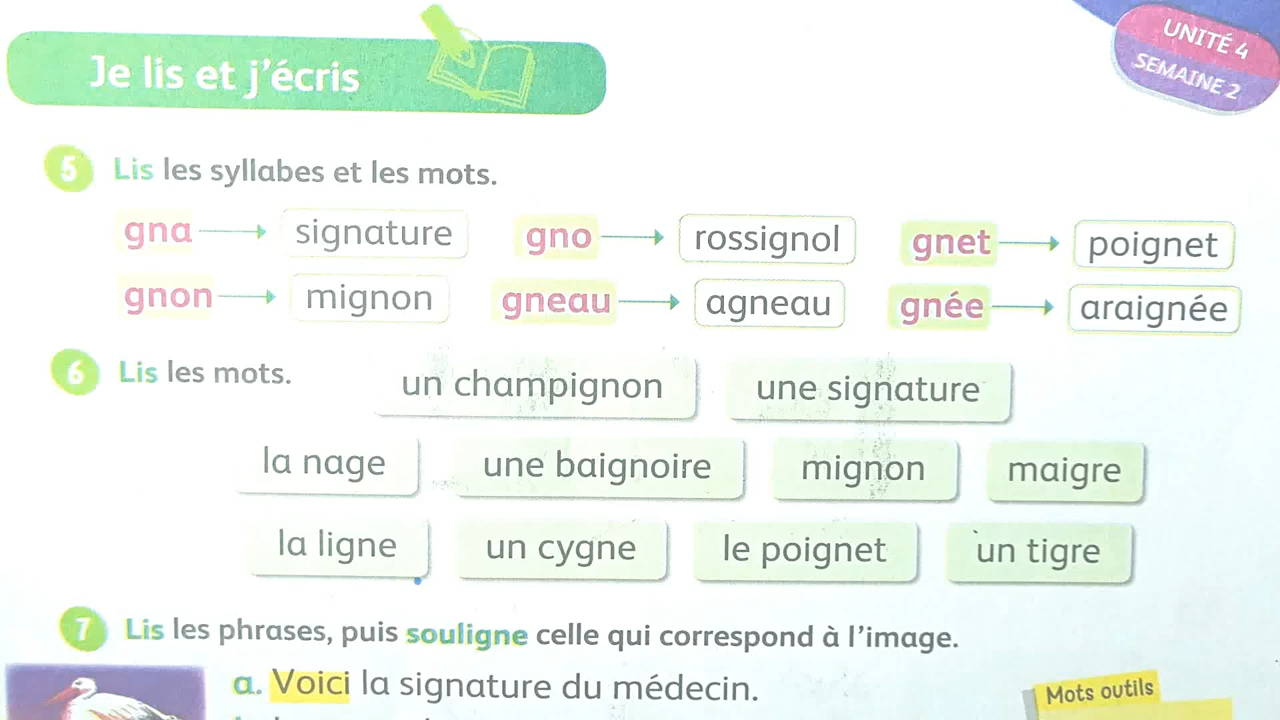 UNITÉ 4
SEMAINE 2
Je lis et j'écris
5 Lis les syllabes et les mots.
gna signature gno rossignol gnet poignet
gnon mignon gneau agneau gnée araignée
6 Lis les mots. un champignon une signature
la nage une baignoire mignon maigre
la ligne un cygne le poignet un tigre
7 Lis les phrases, puis souligne celle qui correspond à l'image.
a. Voici la signature du médecin.
Mots outils